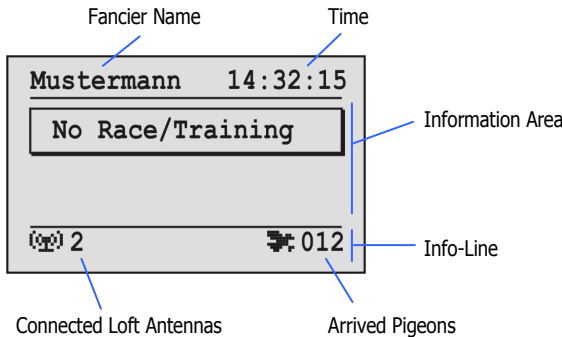 Fancier Name Time
Mustermann 14:32:15
No Race/Training
Information Area
2 012
Info-Line
Connected Loft Antennas Arrived Pigeons